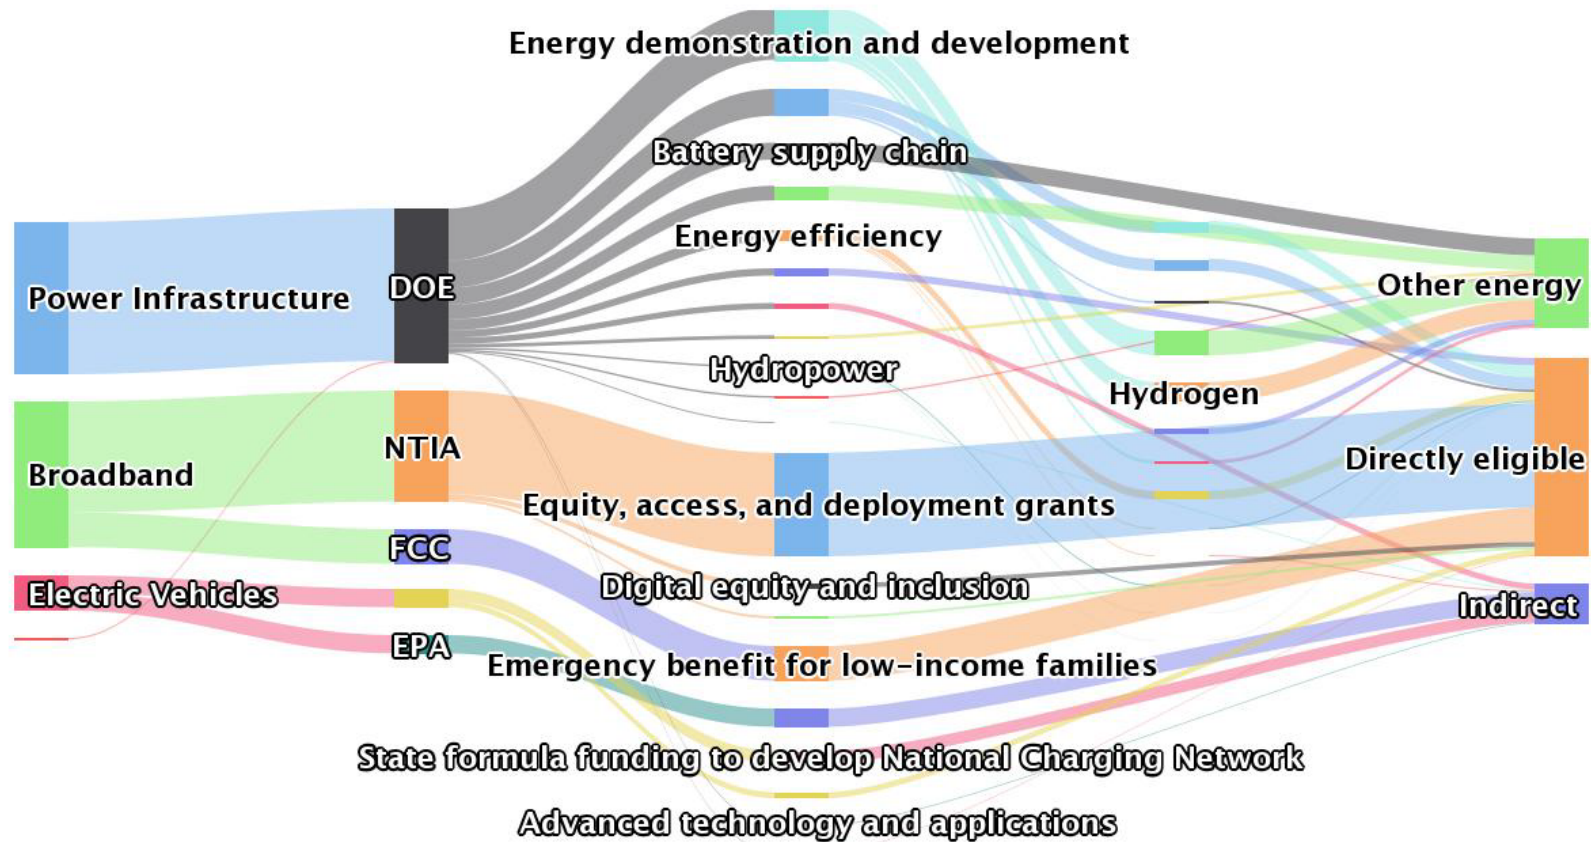 Energy demonstration and development
Battery supply chain
Energy efficiency
Other energy
Power Infrastructure
DOE
Hydropower
Hydrogen
NTIA
Directly eligible
Broadband
Equity, access, and deployment grants
FCC
Digital equity and inclusion
Electric Vehicles
Indirect
EPA
Emergency benefit for low-income families
State formula funding to develop National Charging Network
Advanced technology and applications